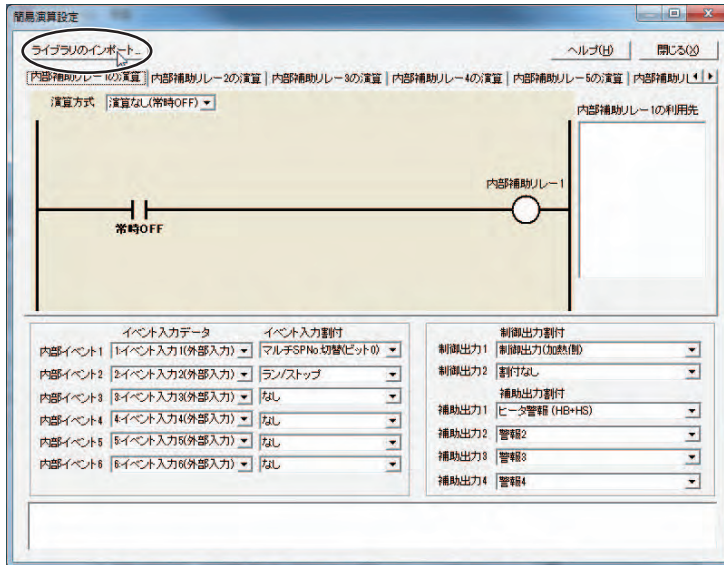 簡易演算設定
ライブラリのインポート...
ヘルプ(H)
閉じる(X)
内部補助リレー1の演算 内部補助リレー2の演算 内部補助リレー3の演算 内部補助リレー4の演算 内部補助リレー5の演算 内部補助リレ
演算方式 演算なし(常時OFF)
内部補助リレー1の利用先
内部補助リレー1
常時OFF
イベント入力データ イベント入力割付
内部イベント1 1:イベント入力1(外部入力) マルチSPNo.切替(ビット0)
内部イベント2 2:イベント入力2(外部入力) ラン/ストップ
内部イベント3 3:イベント入力3(外部入力) なし
内部イベント4 4:イベント入力4(外部入力) なし
内部イベント5 5:イベント入力5(外部入力) なし
内部イベント6 6:イベント入力6(外部入力) なし
制御出力割付
制御出力1 制御出力(加熱側)
制御出力2 割付なし
補助出力割付
補助出力1 ヒータ警報 (HB+HS)
補助出力2 警報2
補助出力3 警報3
補助出力4 警報4